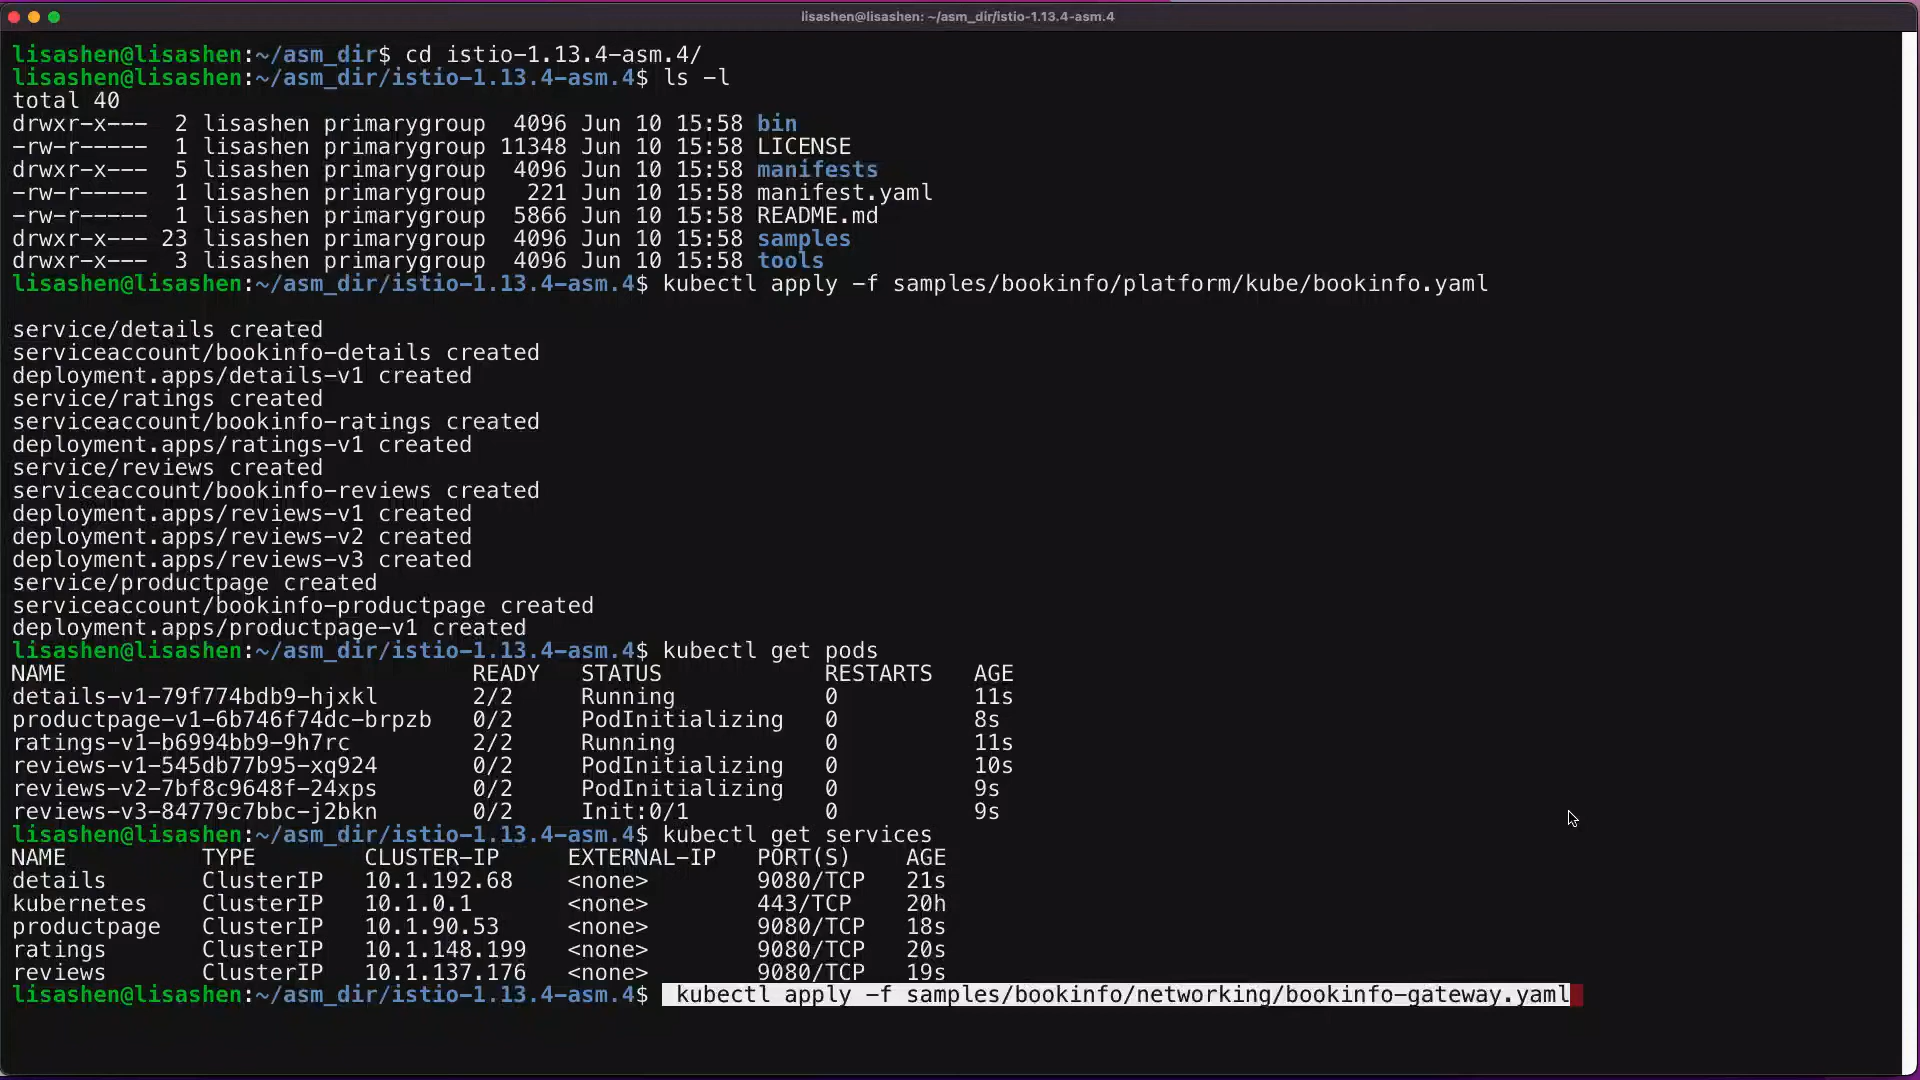 lisashen@lisashen: ~/asm_dir/istio-1.13.4-asm.4
lisashen@lisashen:~/asm_dir$ cd istio-1.13.4-asm.4/
lisashen@lisashen:~/asm_dir/istio-1.13.4-asm.4$ ls -l
total 40
drwxr-x--- 2 lisashen primarygroup 4096 Jun 10 15:58 bin
-rw-r----- 1 lisashen primarygroup 11348 Jun 10 15:58 LICENSE
drwxr-x--- 5 lisashen primarygroup 4096 Jun 10 15:58 manifests
-rw-r----- 1 lisashen primarygroup 221 Jun 10 15:58 manifest.yaml
-rw-r----- 1 lisashen primarygroup 5866 Jun 10 15:58 README.md
drwxr-x--- 23 lisashen primarygroup 4096 Jun 10 15:58 samples
drwxr-x--- 3 lisashen primarygroup 4096 Jun 10 15:58 tools
lisashen@lisashen:~/asm_dir/istio-1.13.4-asm.4$ kubectl apply -f samples/bookinfo/platform/kube/bookinfo.yaml
service/details created
serviceaccount/bookinfo-details created
deployment.apps/details-v1 created
service/ratings created
serviceaccount/bookinfo-ratings created
deployment.apps/ratings-v1 created
service/reviews created
serviceaccount/bookinfo-reviews created
deployment.apps/reviews-v1 created
deployment.apps/reviews-v2 created
deployment.apps/reviews-v3 created
service/productpage created
serviceaccount/bookinfo-productpage created
deployment.apps/productpage-v1 created
lisashen@lisashen:~/asm_dir/istio-1.13.4-asm.4$ kubectl get pods
NAME READY STATUS RESTARTS AGE
details-v1-79f774bdb9-hjxkl 2/2 Running 0 11s
productpage-v1-6b746f74dc-brpzb 0/2 PodInitializing 0 8s
ratings-v1-b6994bb9-9h7rc 2/2 Running 0 11s
reviews-v1-545db77b95-xq924 0/2 PodInitializing 0 10s
reviews-v2-7bf8c9648f-24xps 0/2 PodInitializing 0 9s
reviews-v3-84779c7bbc-j2bkn 0/2 Init:0/1 0 9s
lisashen@lisashen:~/asm_dir/istio-1.13.4-asm.4$ kubectl get services
NAME TYPE CLUSTER-IP EXTERNAL-IP PORT(S) AGE
details ClusterIP 10.1.192.68 <none> 9080/TCP 21s
kubernetes ClusterIP 10.1.0.1 <none> 443/TCP 20h
productpage ClusterIP 10.1.90.53 <none> 9080/TCP 18s
ratings ClusterIP 10.1.148.199 <none> 9080/TCP 20s
reviews ClusterIP 10.1.137.176 <none> 9080/TCP 19s
lisashen@lisashen:~/asm_dir/istio-1.13.4-asm.4$ kubectl apply -f samples/bookinfo/networking/bookinfo-gateway.yaml